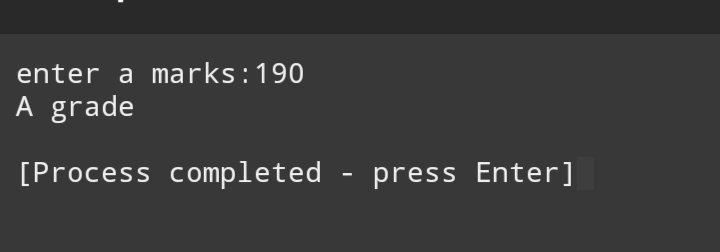 enter a marks:190
A grade
[Process completed - press Enter]